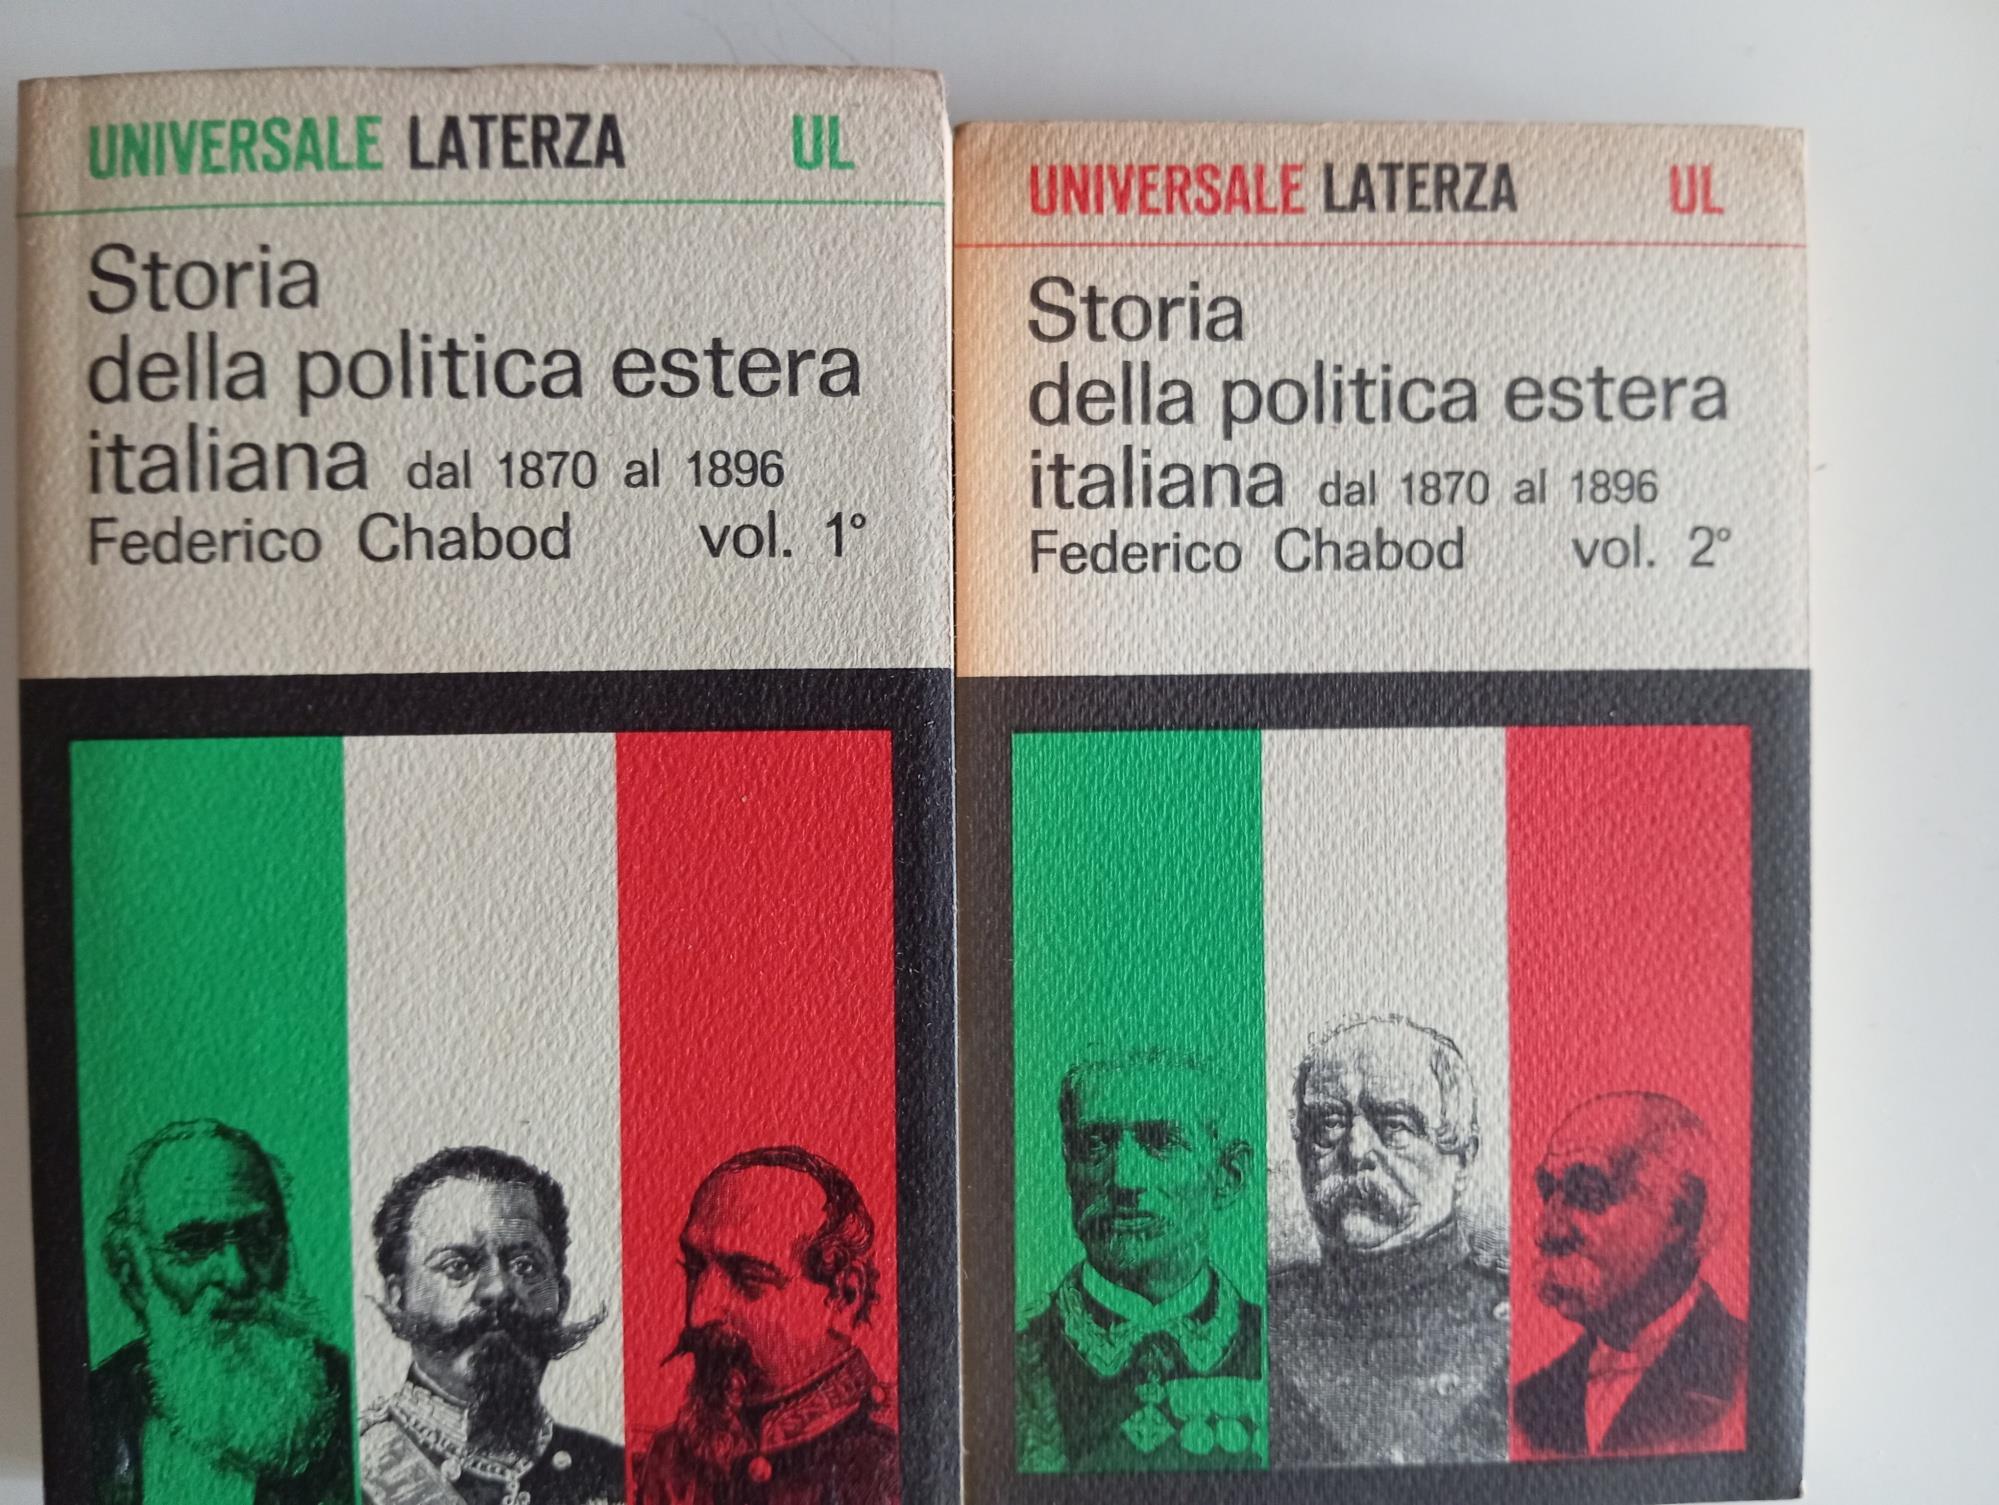 UNIVERSALE LATERZA UL
Storia
della politica estera
italiana dal 1870 al 1896
Federico Chabod vol. 1°
UNIVERSALE LATERZA UL
Storia
della politica estera
italiana dal 1870 al 1896
Federico Chabod vol. 2°